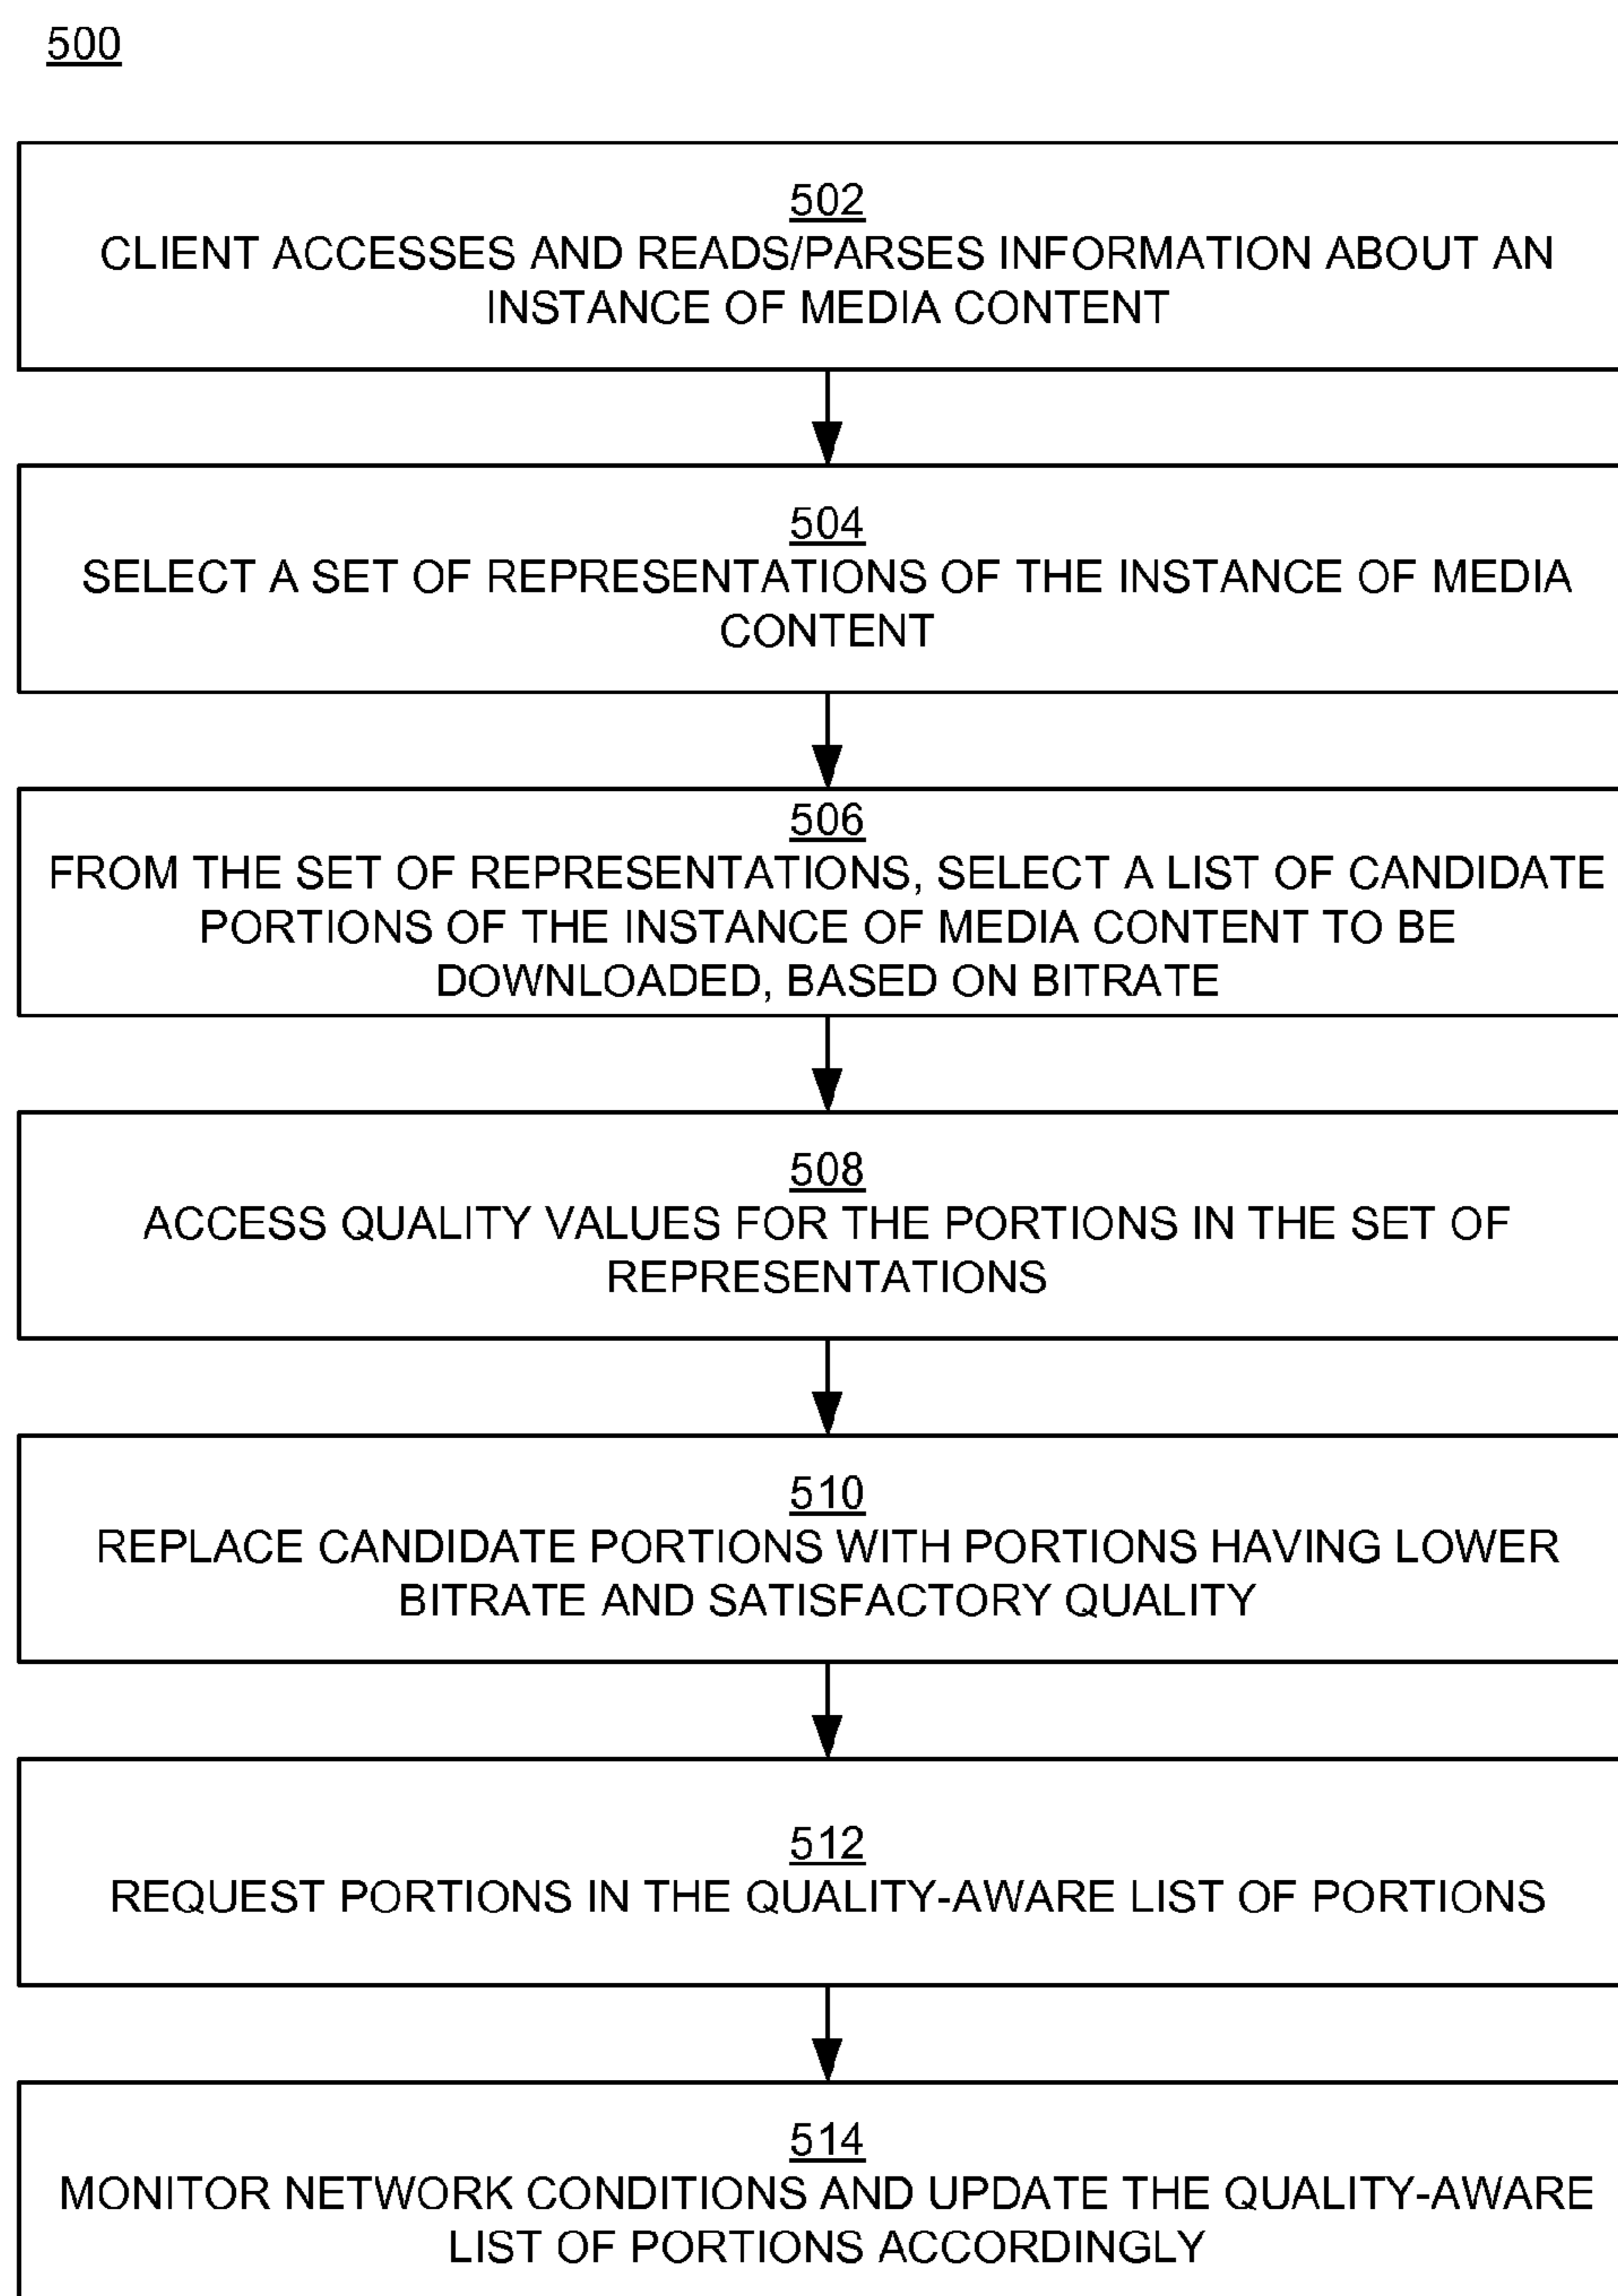 500
502
CLIENT ACCESSES AND READS/PARSES INFORMATION ABOUT AN
INSTANCE OF MEDIA CONTENT
504
SELECT A SET OF REPRESENTATIONS OF THE INSTANCE OF MEDIA
CONTENT
506
FROM THE SET OF REPRESENTATIONS, SELECT A LIST OF CANDIDATE
PORTIONS OF THE INSTANCE OF MEDIA CONTENT TO BE
DOWNLOADED, BASED ON BITRATE
508
ACCESS QUALITY VALUES FOR THE PORTIONS IN THE SET OF
REPRESENTATIONS
510
REPLACE CANDIDATE PORTIONS WITH PORTIONS HAVING LOWER
BITRATE AND SATISFACTORY QUALITY
512
REQUEST PORTIONS IN THE QUALITY-AWARE LIST OF PORTIONS
514
MONITOR NETWORK CONDITIONS AND UPDATE THE QUALITY-AWARE
LIST OF PORTIONS ACCORDINGLY